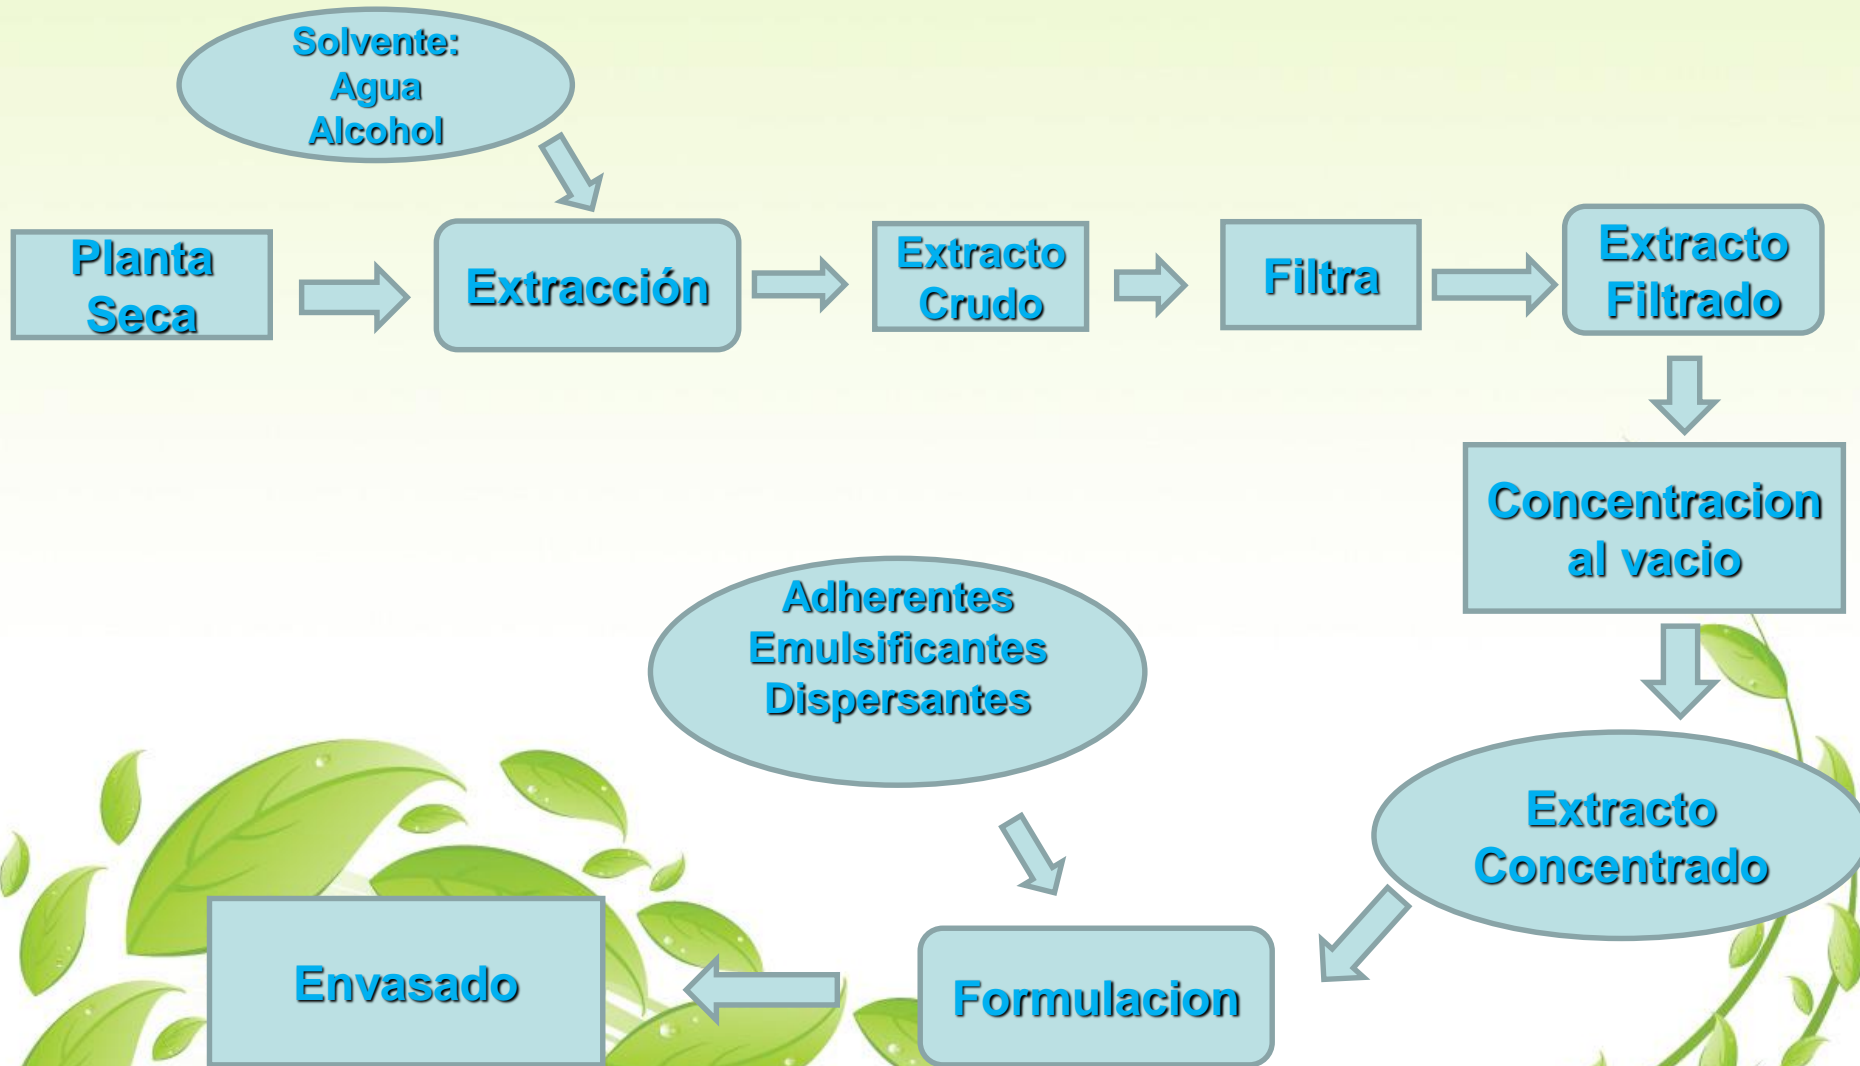 Solvente:
Agua
Alcohol
Planta
Seca
Extracción
Extracto
Crudo
Filtra
Extracto
Filtrado
Concentracion
al vacio
Adherentes
Emulsificantes
Dispersantes
Extracto
Concentrado
Formulacion
Envasado